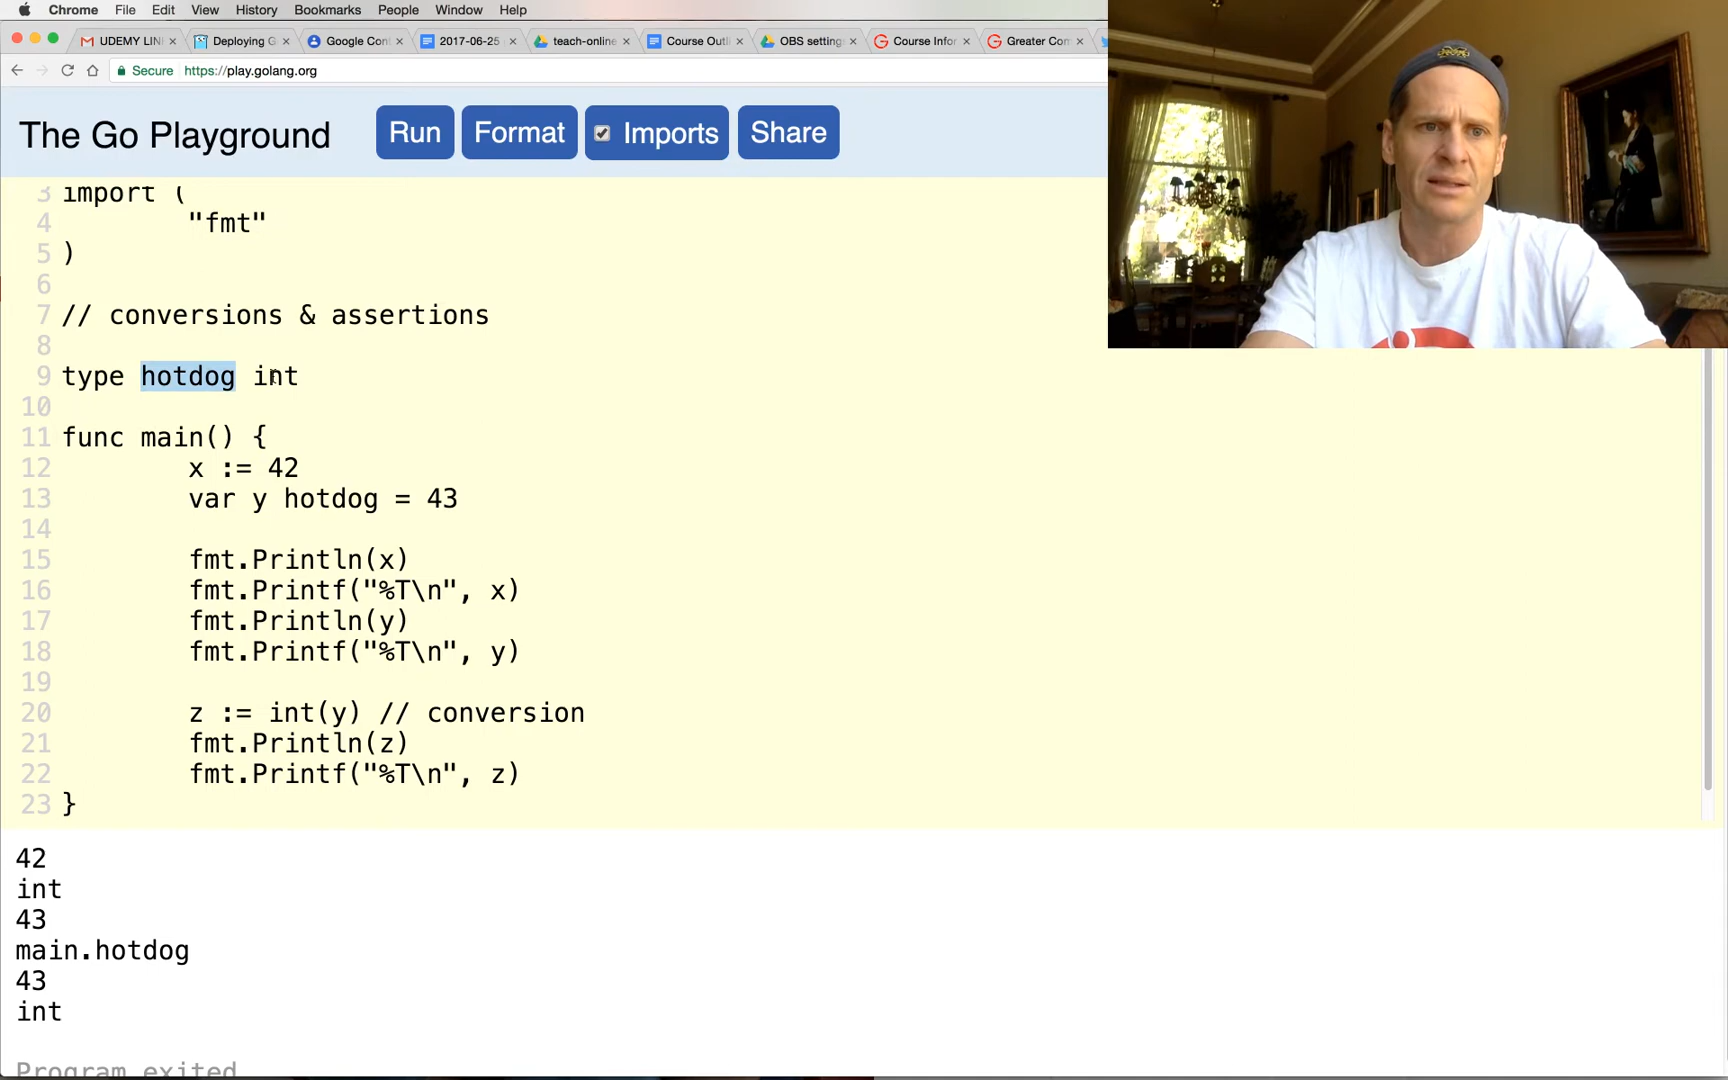 Chrome File Edit View History Bookmarks People Window Help
UDEMY LIN Deploying G Google Con 2017-06-25 teach-online Course Outl OBS setting Course Infor Greater Com
Secure https://play.golang.org
The Go Playground Run Format Imports Share
3 import (
4 "fmt"
5 )
6
7 // conversions & assertions
8
9 type hotdog int
10
11 func main() {
12 x := 42
13 var y hotdog = 43
14
15 fmt.Println(x)
16 fmt.Printf("%T\n", x)
17 fmt.Println(y)
18 fmt.Printf("%T\n", y)
19
20 z := int(y) // conversion
21 fmt.Println(z)
22 fmt.Printf("%T\n", z)
23 }
42
int
43
main.hotdog
43
int
Program exited